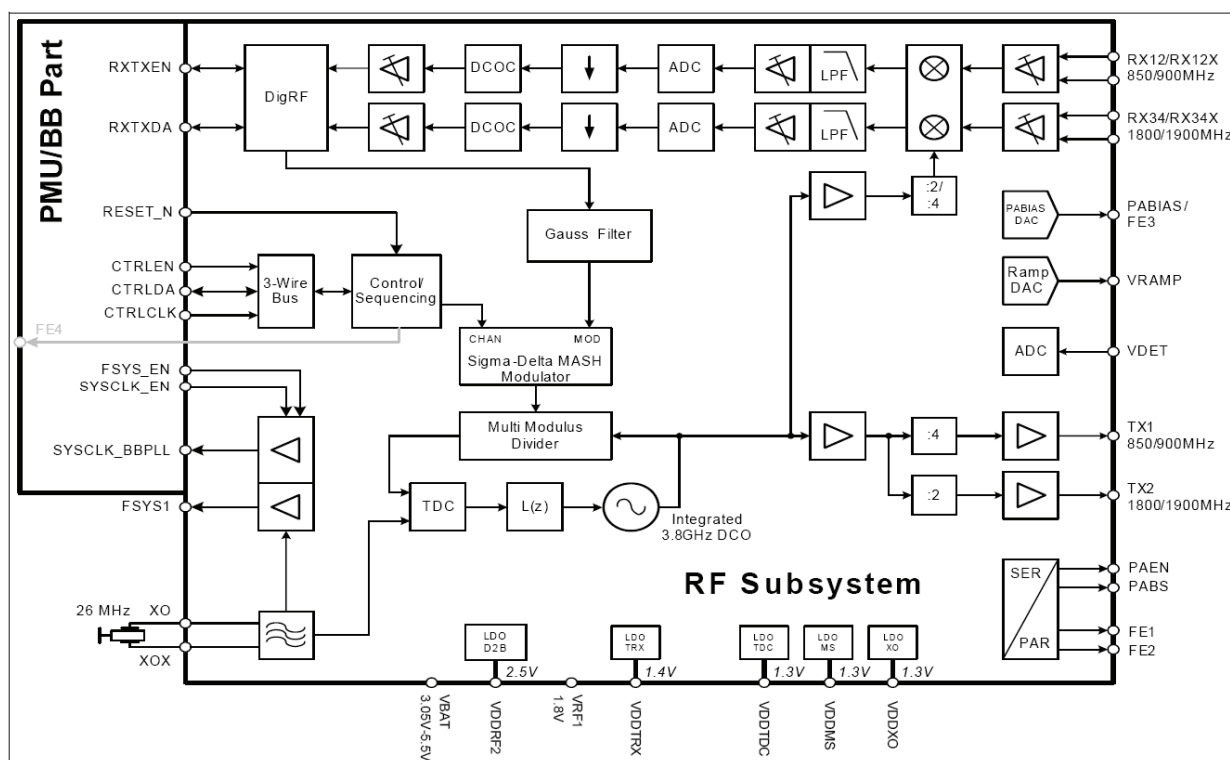 PMU/BB Part
RXTXEN
RXTXDA
DigRF
DCOC
ADC
LPF
DCOC
ADC
LPF
RX12/RX12X
850/900MHz
RX34/RX34X
1800/1900MHz
:2/
:4
RESET_N
Gauss Filter
PABIAS
DAC
PABIAS/
FE3
CTRLEN
CTRLDA
CTRLCLK
3-Wire
Bus
Control/
Sequencing
Ramp
DAC
VRAMP
FE4
CHAN
MOD
Sigma-Delta MASH
Modulator
ADC
VDET
FSYS_EN
SYSCLK_EN
Multi Modulus
Divider
:4
TX1
850/900MHz
SYSCLK_BBPLL
FSYS1
TDC
L(z)
Integrated
3.8GHz DCO
:2
TX2
1800/1900MHz
RF Subsystem
SER
PAR
PAEN
PABS
FE1
FE2
26 MHz
XO
XOX
LDO
D2B
2.5V
LDO
TRX
1.4V
LDO
TDC
1.3V
LDO
MS
1.3V
LDO
XO
1.3V
VBAT
3.05V-5.5V
VDDRF2
VRF1
1.8V
VDDTRX
VDDTDC
VDDMS
VDDXO